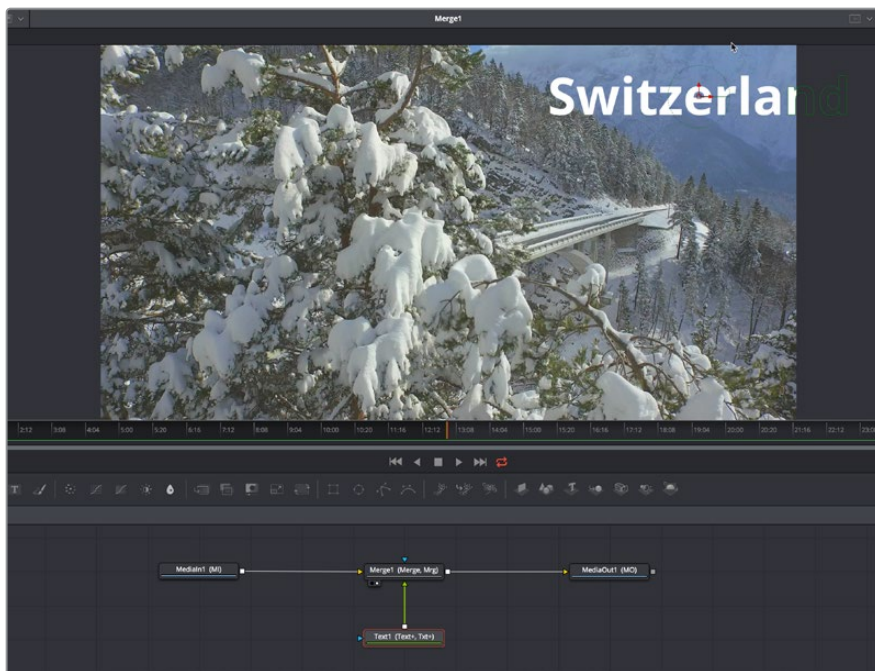 Merge1
Switzerland
2:12 3:08 4:04 5:00 5:20 6:16 7:12 8:08 9:04 10:00 10:20 11:16 12:12 13:08 14:04 15:00 15:20 16:16 17:12 18:08 19:04 20:00 20:20 21:16 22:12 23:0
T
MediaIn1 (MI)
Merge1 (Merge, Mrg)
MediaOut1 (MO)
Text1 (Text+, Txt+)